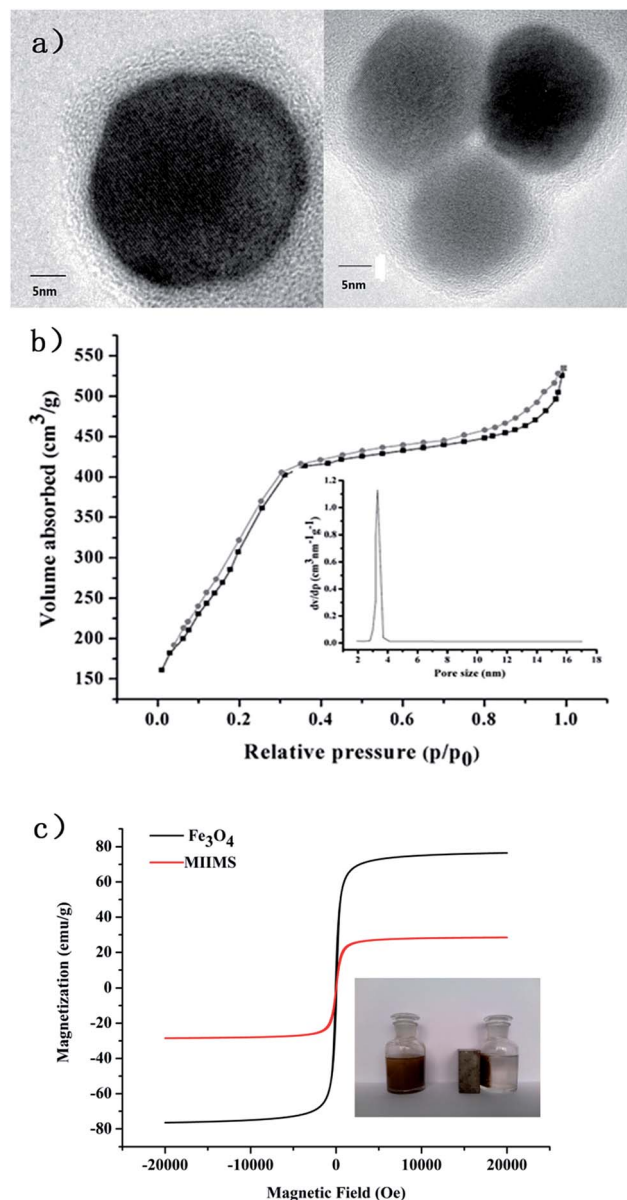 a)
5nm
5nm
b)
550
500
450
400
350
300
250
200
150
Volume absorbed (cm³/g)
0.0 0.2 0.4 0.6 0.8 1.0
Relative pressure (p/p₀)
1.2
1.0
0.8
0.6
0.4
0.2
0.0
dv/dp (cm³nm⁻¹g⁻¹)
2 4 6 8 10 12 14 16 18
Pore size (nm)
c)
Fe₃O₄
MIIMS
80
60
40
20
0
-20
-40
-60
-80
Magnetization (emu/g)
-20000 -10000 0 10000 20000
Magnetic Field (Oe)